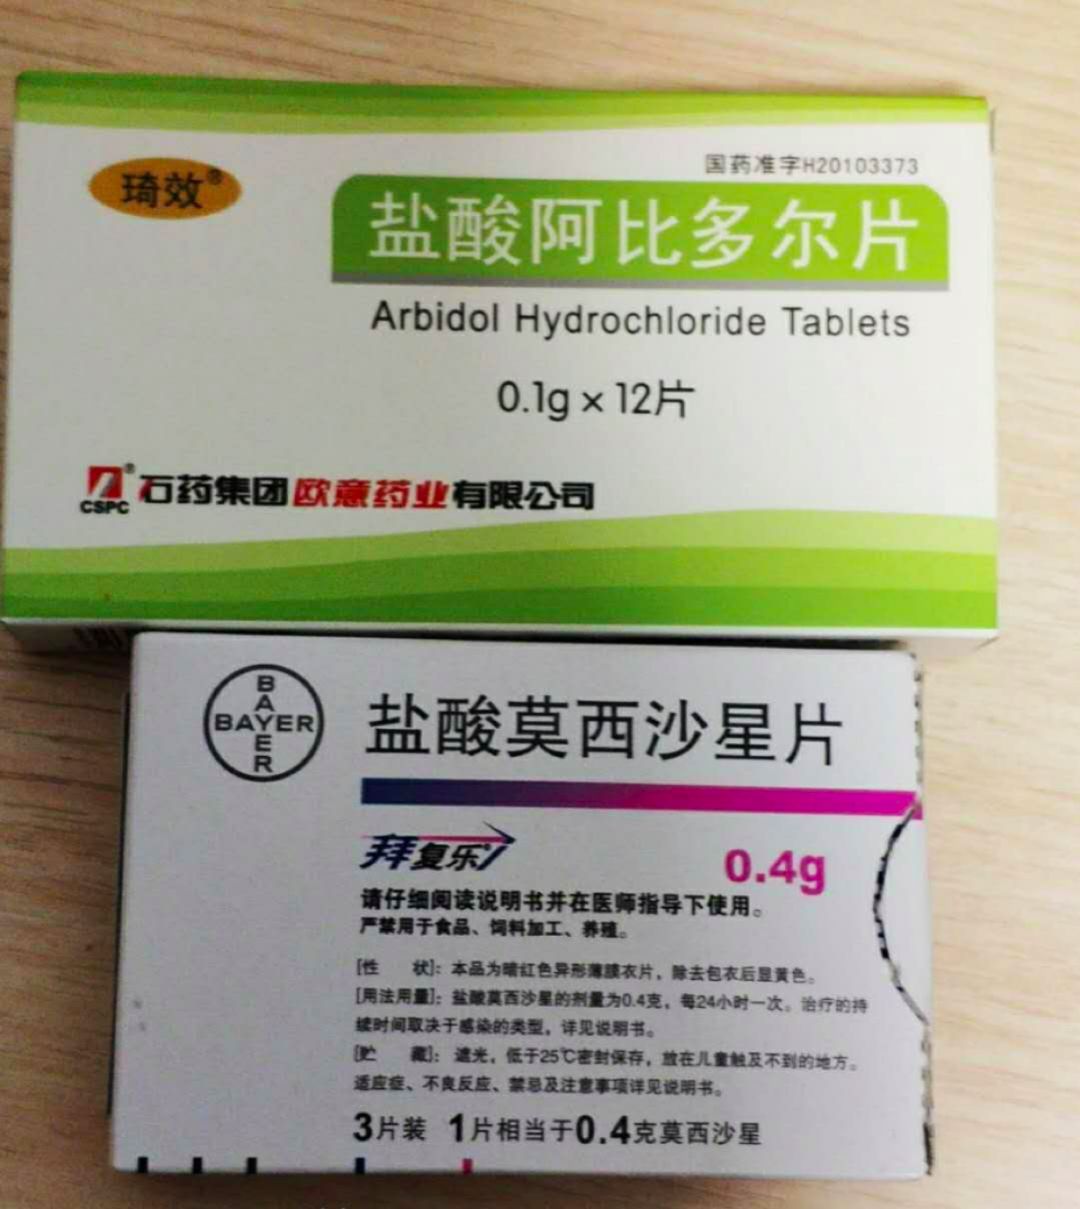 国药准字H20103373
琦效®
盐酸阿比多尔片
Arbidol Hydrochloride Tablets
0.1g×12片
CSPC® 石药集团欧意药业有限公司
BAYER
BAYER
盐酸莫西沙星片
拜复乐®
0.4g
请仔细阅读说明书并在医师指导下使用。
严禁用于食品、饲料加工、养殖。
[性　状]：本品为暗红色异形薄膜衣片，除去包衣后显黄色。
[用法用量]：盐酸莫西沙星的剂量为0.4克，每24小时一次。治疗的持
续时间取决于感染的类型，详见说明书。
[贮　藏]：遮光，低于25℃密封保存，放在儿童触及不到的地方。
适应症、不良反应、禁忌及注意事项详见说明书。
3片装 1片相当于0.4克莫西沙星